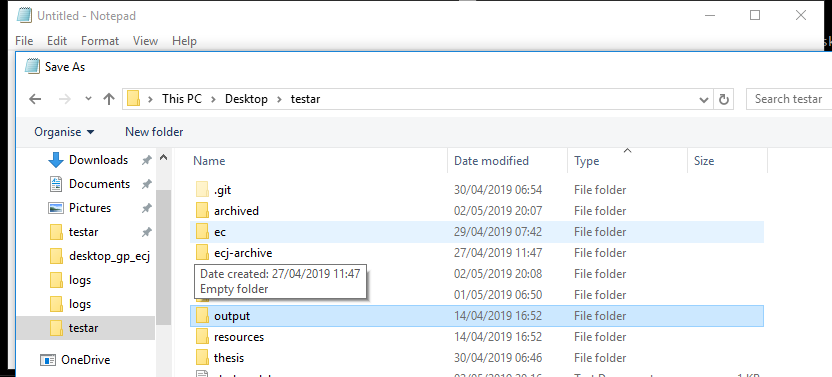 Untitled - Notepad
File Edit Format View Help
Save As
This PC > Desktop > testar
Search testar
Organise New folder
Name Date modified Type Size
Downloads
Documents
Pictures
testar
desktop_gp_ecj
logs
logs
testar
OneDrive
.git 30/04/2019 06:54 File folder
archived 02/05/2019 20:07 File folder
ec 29/04/2019 07:42 File folder
ecj-archive 27/04/2019 11:47 File folder
Date created: 27/04/2019 11:47
Empty folder
02/05/2019 20:08 File folder
01/05/2019 06:50 File folder
output 14/04/2019 16:52 File folder
resources 14/04/2019 16:52 File folder
thesis 30/04/2019 06:46 File folder